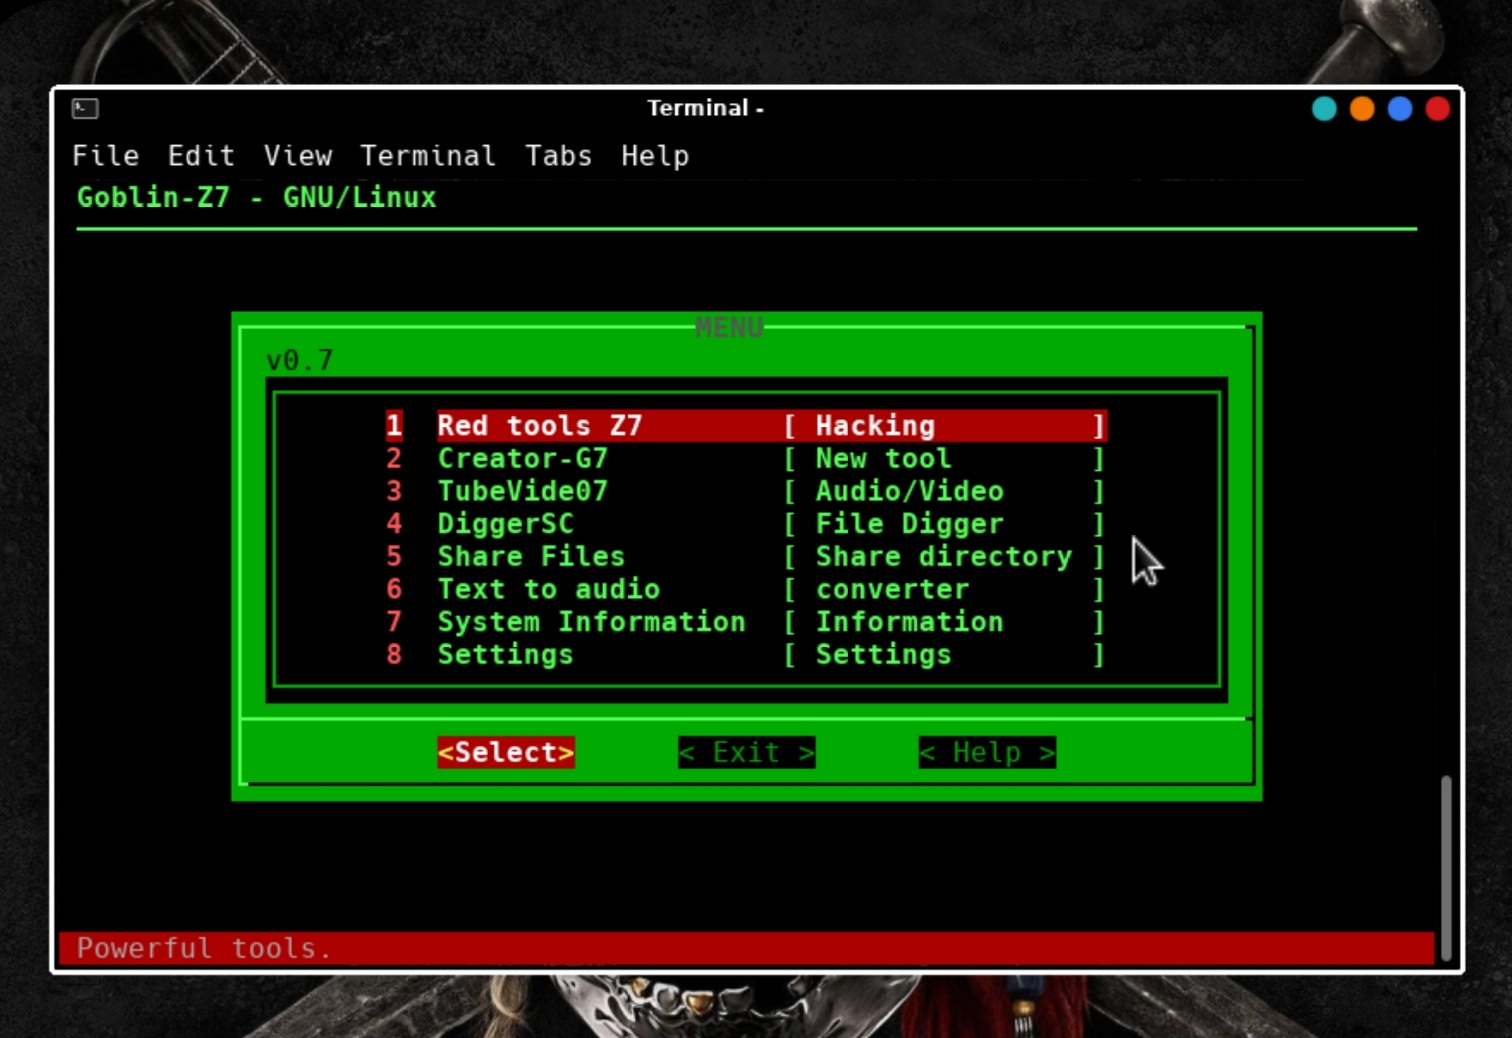 Terminal -
File Edit View Terminal Tabs Help
Goblin-Z7 - GNU/Linux
MENU
v0.7
1 Red tools Z7 [ Hacking ]
2 Creator-G7 [ New tool ]
3 TubeVide07 [ Audio/Video ]
4 DiggerSC [ File Digger ]
5 Share Files [ Share directory ]
6 Text to audio [ converter ]
7 System Information [ Information ]
8 Settings [ Settings ]
<Select> < Exit > < Help >
Powerful tools.